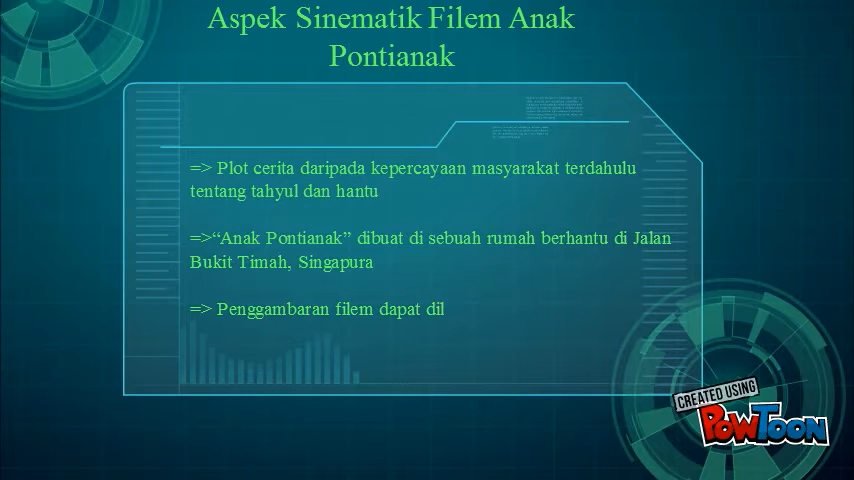 Aspek Sinematik Filem Anak
Pontianak
=> Plot cerita daripada kepercayaan masyarakat terdahulu
tentang tahyul dan hantu
=>“Anak Pontianak” dibuat di sebuah rumah berhantu di Jalan
Bukit Timah, Singapura
=> Penggambaran filem dapat dil
CREATED USING
POWTOON